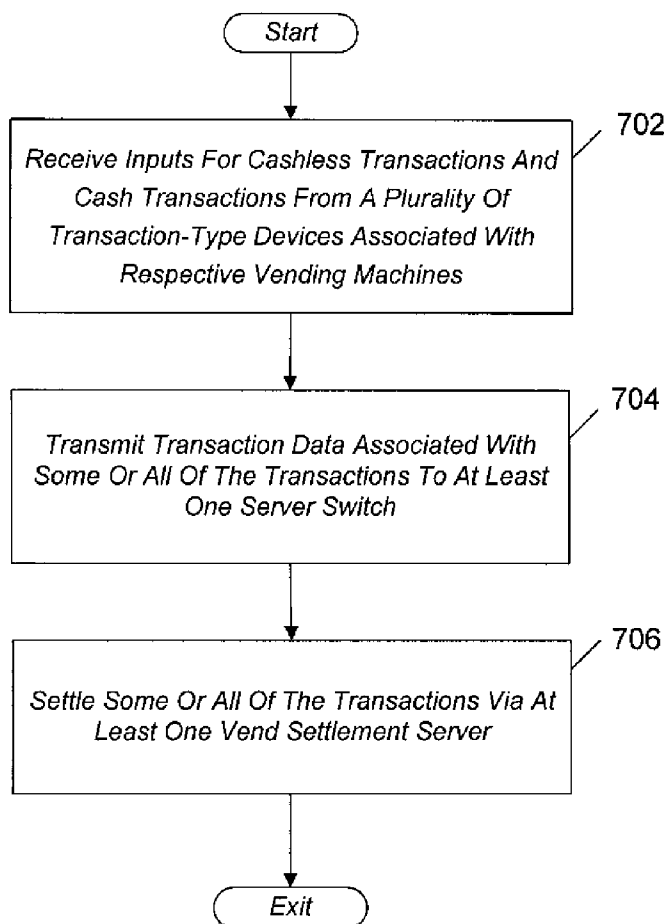 Start
702
Receive Inputs For Cashless Transactions And
Cash Transactions From A Plurality Of
Transaction-Type Devices Associated With
Respective Vending Machines
704
Transmit Transaction Data Associated With
Some Or All Of The Transactions To At Least
One Server Switch
706
Settle Some Or All Of The Transactions Via At
Least One Vend Settlement Server
Exit